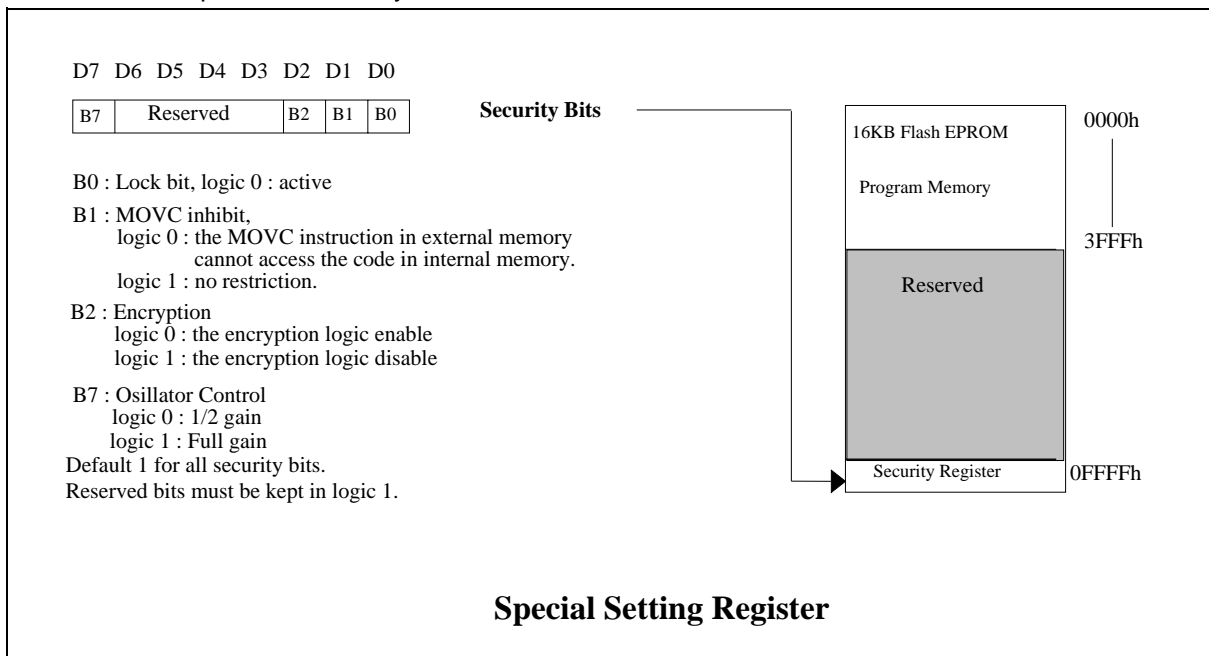 D7 D6 D5 D4 D3 D2 D1 D0
B7 Reserved B2 B1 B0
Security Bits
B0 : Lock bit, logic 0 : active
B1 : MOVC inhibit,
logic 0 : the MOVC instruction in external memory
cannot access the code in internal memory.
logic 1 : no restriction.
B2 : Encryption
logic 0 : the encryption logic enable
logic 1 : the encryption logic disable
B7 : Osillator Control
logic 0 : 1/2 gain
logic 1 : Full gain
Default 1 for all security bits.
Reserved bits must be kept in logic 1.
16KB Flash EPROM
Program Memory
0000h
3FFFh
Reserved
Security Register
0FFFFh
Special Setting Register